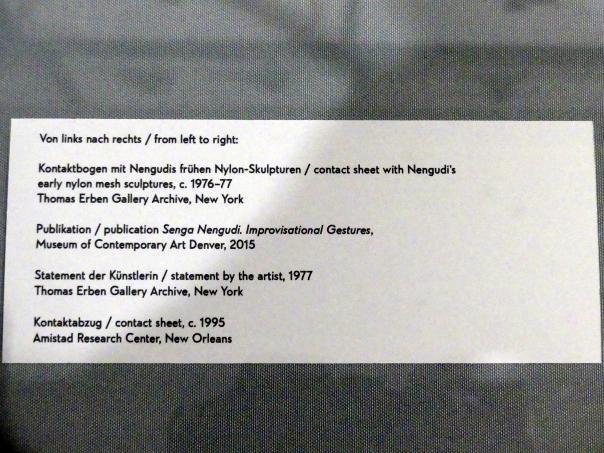 Von links nach rechts / from left to right:
Kontaktbogen mit Nengudis frühen Nylon-Skulpturen / contact sheet with Nengudi's
early nylon mesh sculptures, c. 1976–77
Thomas Erben Gallery Archive, New York
Publikation / publication Senga Nengudi. Improvisational Gestures,
Museum of Contemporary Art Denver, 2015
Statement der Künstlerin / statement by the artist, 1977
Thomas Erben Gallery Archive, New York
Kontaktabzug / contact sheet, c. 1995
Amistad Research Center, New Orleans